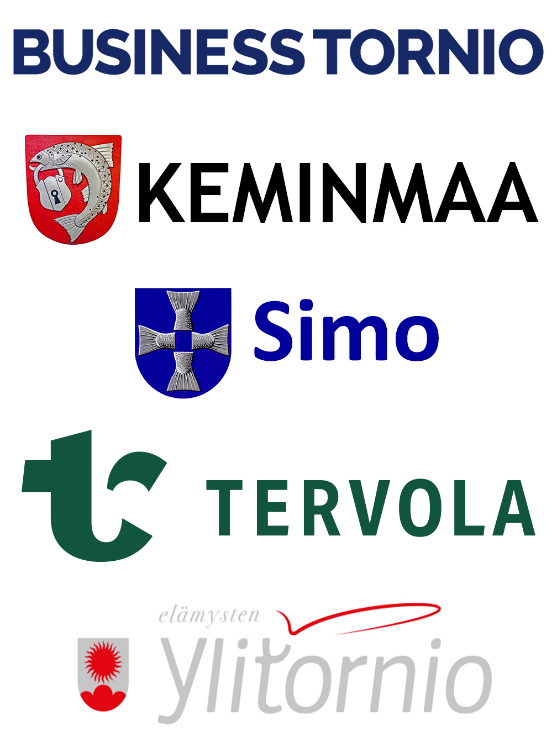 BUSINESS TORNIO
KEMINMAA
Simo
TERVOLA
elämysten
Ylitornio